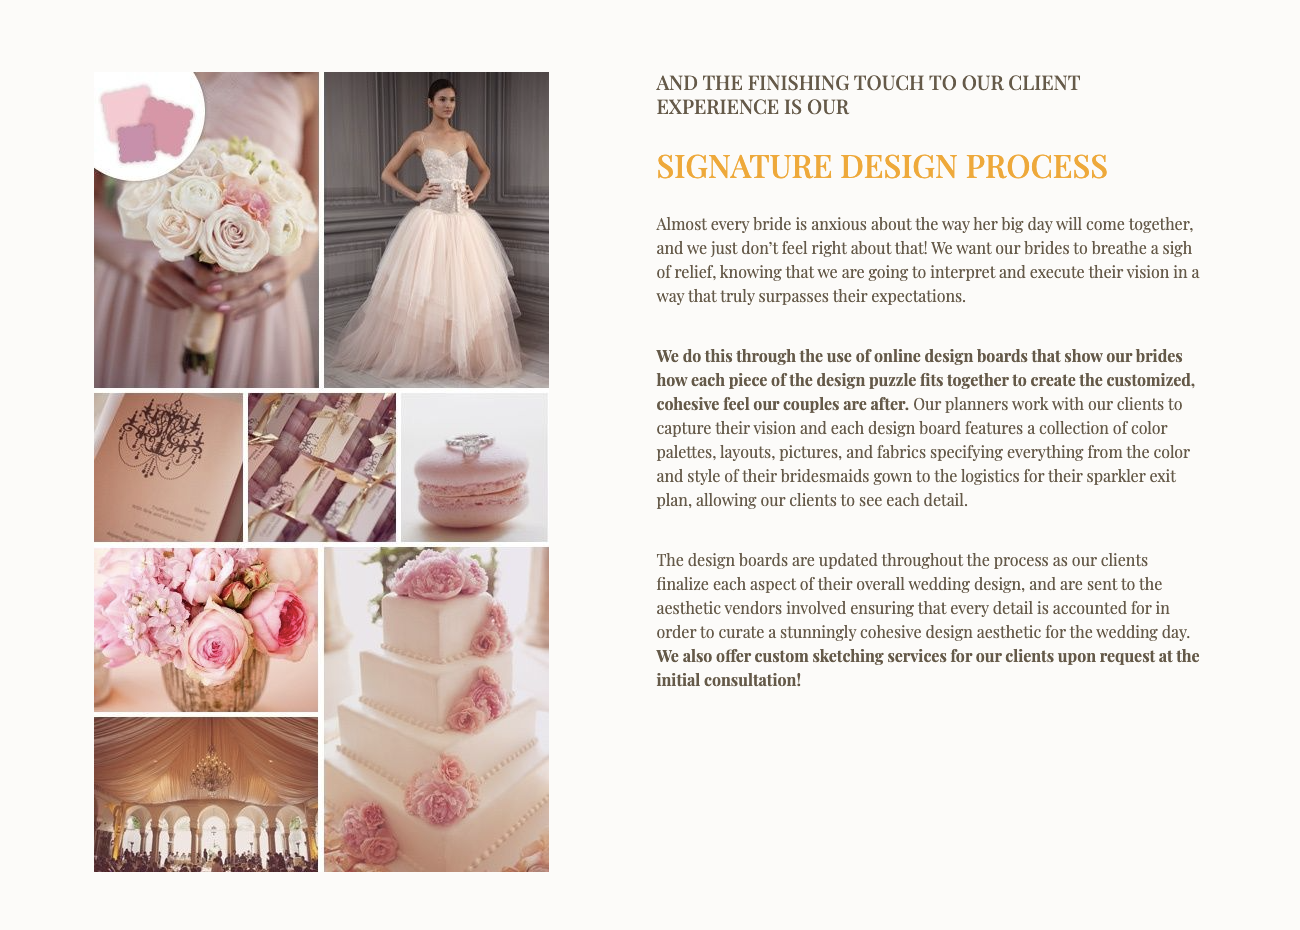 AND THE FINISHING TOUCH TO OUR CLIENT
EXPERIENCE IS OUR
SIGNATURE DESIGN PROCESS
Almost every bride is anxious about the way her big day will come together,
and we just don’t feel right about that! We want our brides to breathe a sigh
of relief, knowing that we are going to interpret and execute their vision in a
way that truly surpasses their expectations.
We do this through the use of online design boards that show our brides
how each piece of the design puzzle fits together to create the customized,
cohesive feel our couples are after. Our planners work with our clients to
capture their vision and each design board features a collection of color
palettes, layouts, pictures, and fabrics specifying everything from the color
and style of their bridesmaids gown to the logistics for their sparkler exit
plan, allowing our clients to see each detail.
The design boards are updated throughout the process as our clients
finalize each aspect of their overall wedding design, and are sent to the
aesthetic vendors involved ensuring that every detail is accounted for in
order to curate a stunningly cohesive design aesthetic for the wedding day.
We also offer custom sketching services for our clients upon request at the
initial consultation!